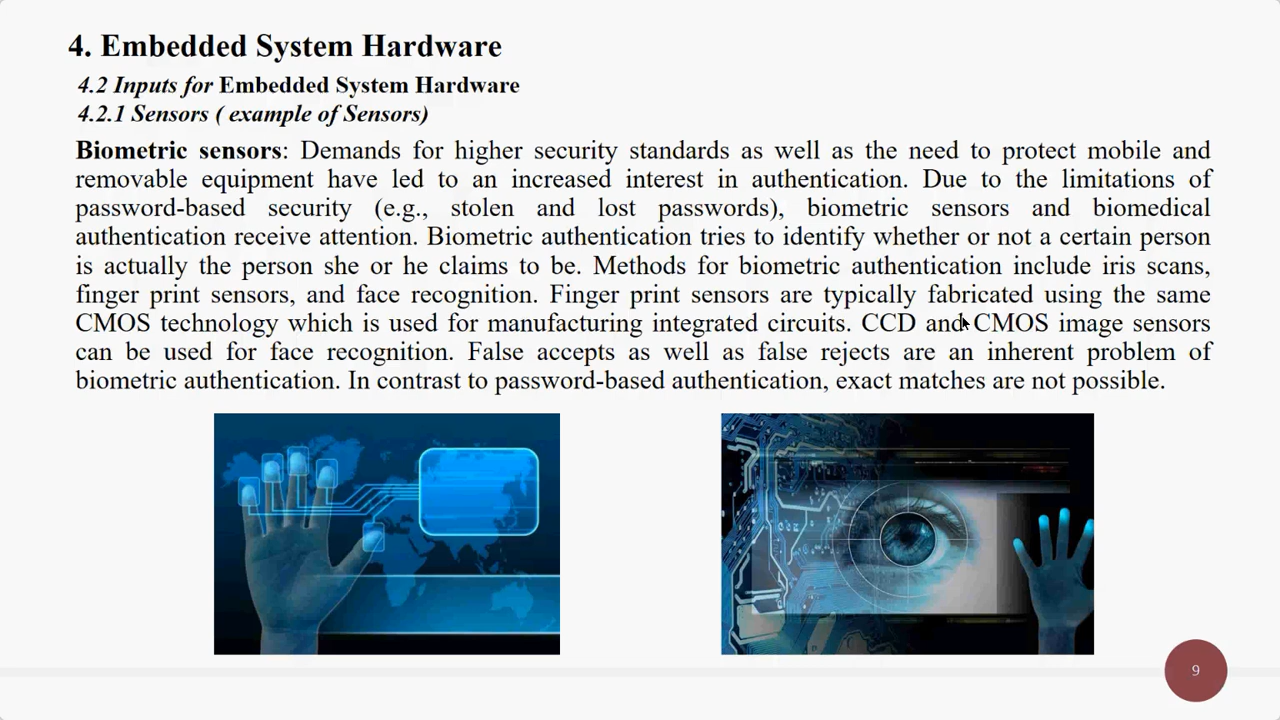 4. Embedded System Hardware
4.2 Inputs for Embedded System Hardware
4.2.1 Sensors ( example of Sensors)
Biometric sensors: Demands for higher security standards as well as the need to protect mobile and
removable equipment have led to an increased interest in authentication. Due to the limitations of
password-based security (e.g., stolen and lost passwords), biometric sensors and biomedical
authentication receive attention. Biometric authentication tries to identify whether or not a certain person
is actually the person she or he claims to be. Methods for biometric authentication include iris scans,
finger print sensors, and face recognition. Finger print sensors are typically fabricated using the same
CMOS technology which is used for manufacturing integrated circuits. CCD and CMOS image sensors
can be used for face recognition. False accepts as well as false rejects are an inherent problem of
biometric authentication. In contrast to password-based authentication, exact matches are not possible.
9